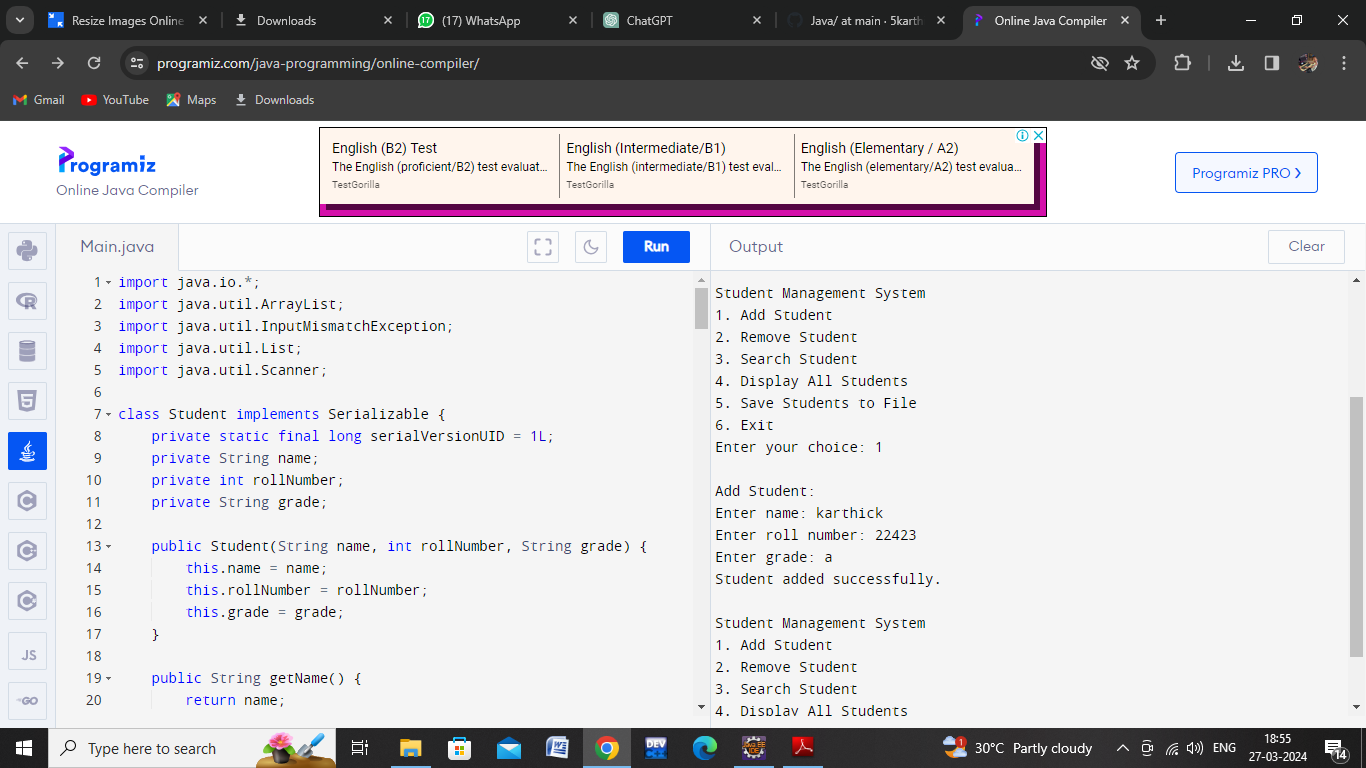 Resize Images Online
Downloads
(17) WhatsApp
ChatGPT
Java/ at main · 5karth
Online Java Compiler
programiz.com/java-programming/online-compiler/
Gmail
YouTube
Maps
Downloads
Programiz
Online Java Compiler
English (B2) Test
The English (proficient/B2) test evaluat...
TestGorilla
English (Intermediate/B1)
The English (intermediate/B1) test eval...
TestGorilla
English (Elementary / A2)
The English (elementary/A2) test evalua...
TestGorilla
Programiz PRO >
Main.java
Run
Output
Clear
JS
GO
1 import java.io.*;
2 import java.util.ArrayList;
3 import java.util.InputMismatchException;
4 import java.util.List;
5 import java.util.Scanner;
6
7 class Student implements Serializable {
8 private static final long serialVersionUID = 1L;
9 private String name;
10 private int rollNumber;
11 private String grade;
12
13 public Student(String name, int rollNumber, String grade) {
14 this.name = name;
15 this.rollNumber = rollNumber;
16 this.grade = grade;
17 }
18
19 public String getName() {
20 return name;
Student Management System
1. Add Student
2. Remove Student
3. Search Student
4. Display All Students
5. Save Students to File
6. Exit
Enter your choice: 1
Add Student:
Enter name: karthick
Enter roll number: 22423
Enter grade: a
Student added successfully.
Student Management System
1. Add Student
2. Remove Student
3. Search Student
4. Display All Students
Type here to search
DEV
30°C Partly cloudy
ENG
18:55
27-03-2024
14